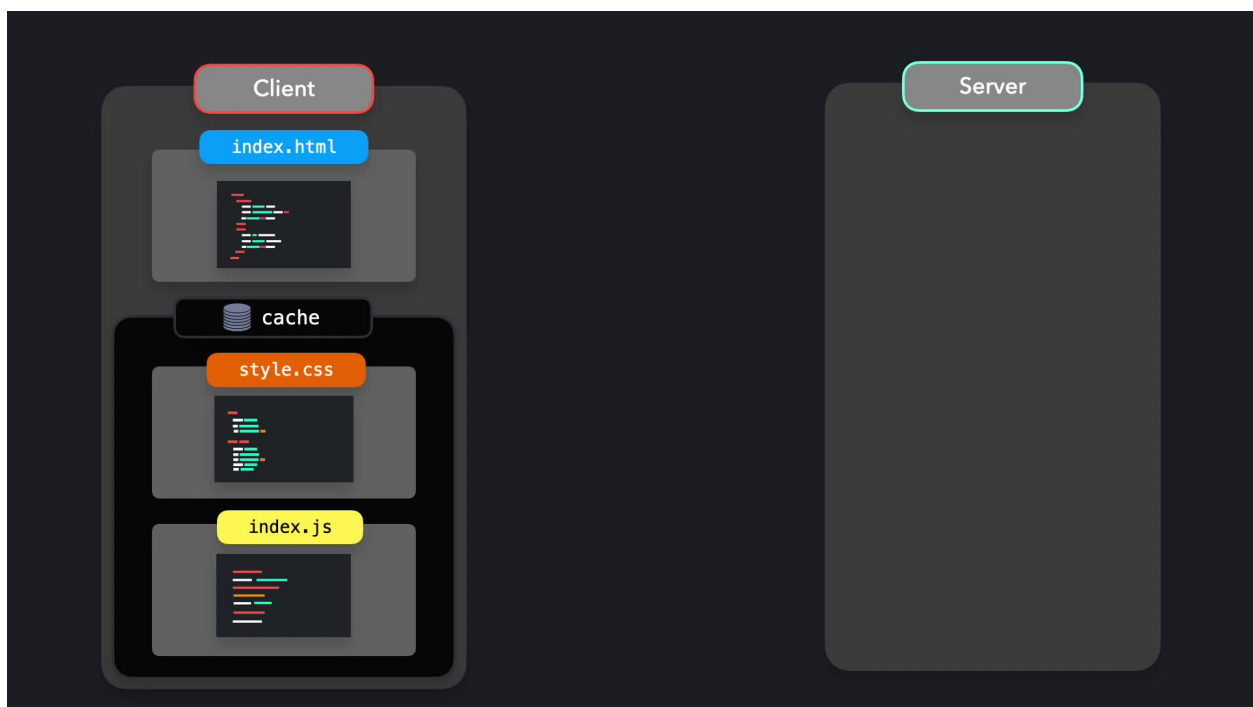 Client
Server
index.html
cache
style.css
index.js